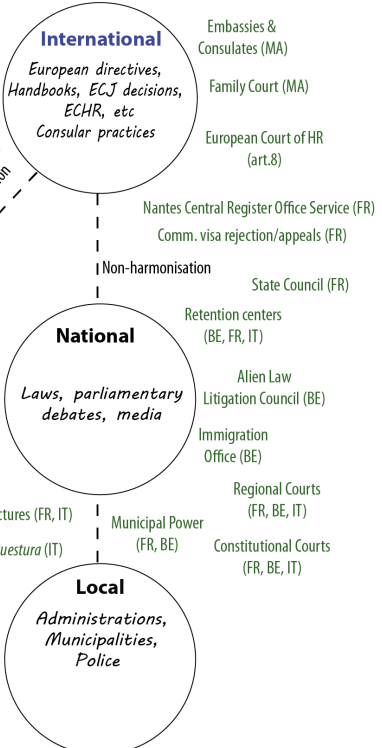 Embassies &
Consulates (MA)
International
European directives,
Handbooks, ECJ decisions,
ECHR, etc
Consular practices
Family Court (MA)
European Court of HR
(art.8)
on
Nantes Central Register Office Service (FR)
Comm. visa rejection/appeals (FR)
Non-harmonisation
State Council (FR)
Retention centers
(BE, FR, IT)
National
Laws, parliamentary
debates, media
Alien Law
Litigation Council (BE)
Immigration
Office (BE)
Regional Courts
(FR, BE, IT)
ctures (FR, IT)
Municipal Power
(FR, BE)
uestura (IT)
Constitutional Courts
(FR, BE, IT)
Local
Administrations,
Municipalities,
Police